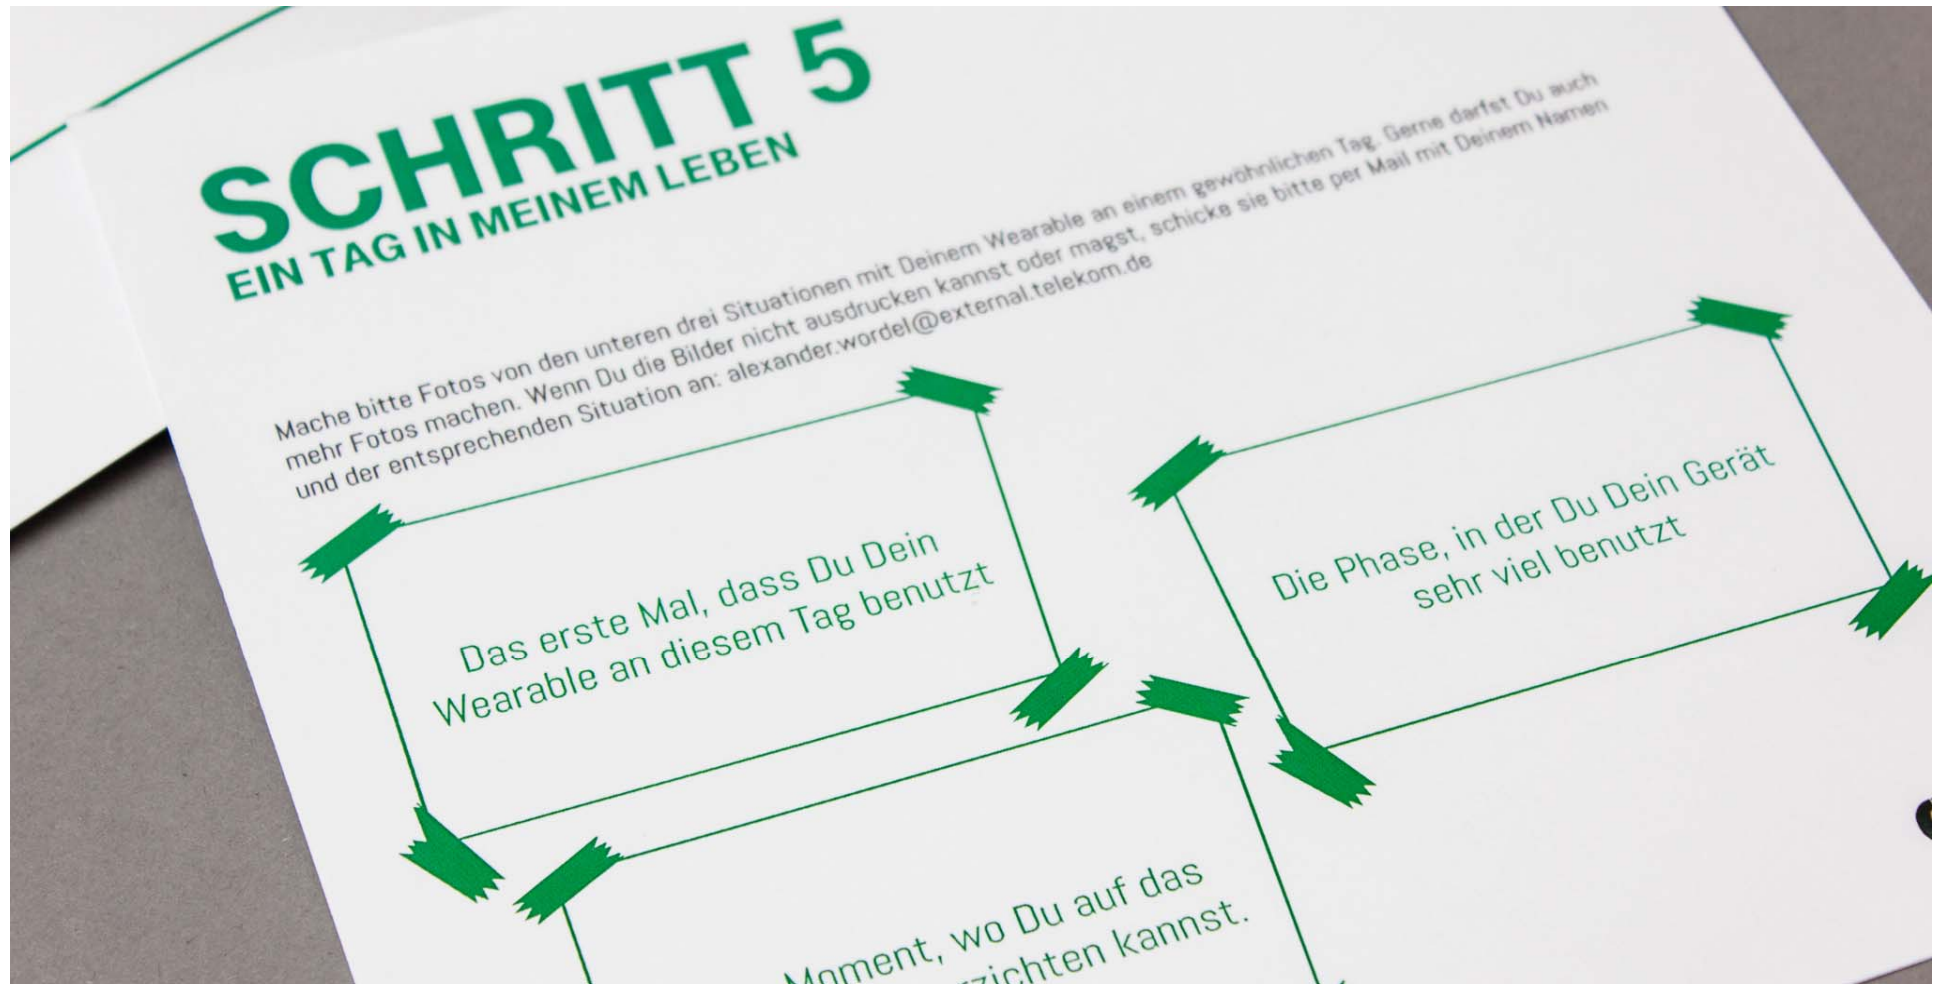 SCHRITT 5
EIN TAG IN MEINEM LEBEN
Mache bitte Fotos von den unteren drei Situationen mit Deinem Wearable an einem gewöhnlichen Tag. Gerne darfst Du auch
mehr Fotos machen. Wenn Du die Bilder nicht ausdrucken kannst oder magst, schicke sie bitte per Mail mit Deinem Namen
und der entsprechenden Situation an: alexander.wordel@external.telekom.de
Das erste Mal, dass Du Dein
Wearable an diesem Tag benutzt
Die Phase, in der Du Dein Gerät
sehr viel benutzt
Moment, wo Du auf das
kannst.